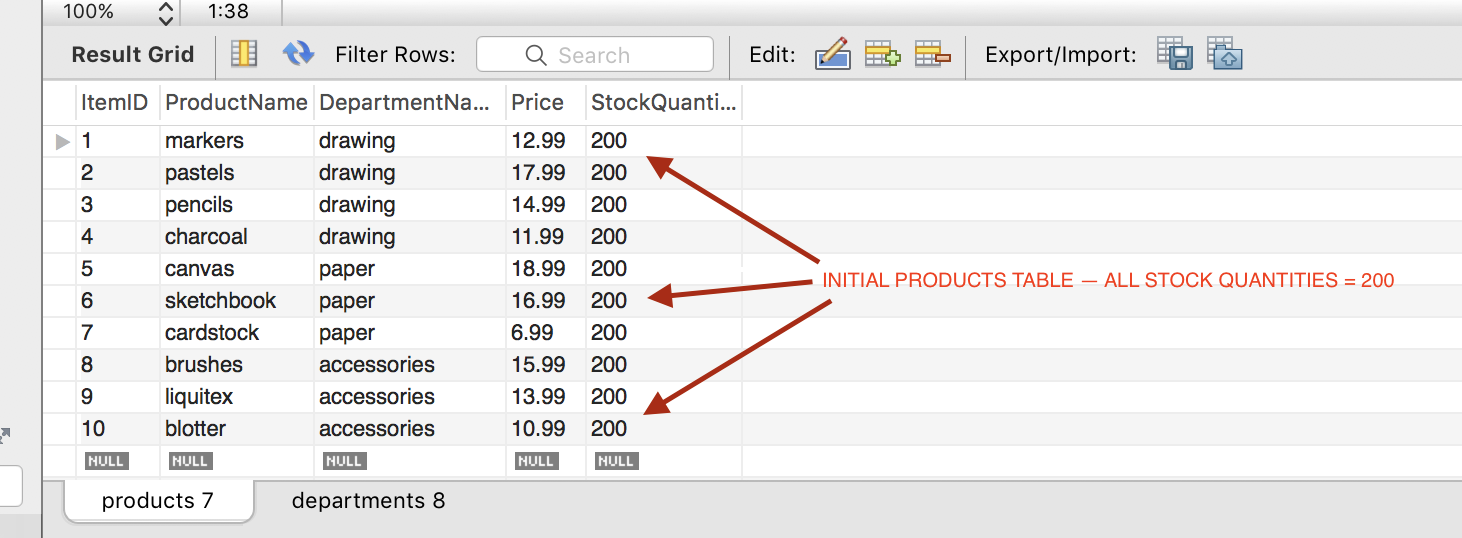 100% 1:38
Result Grid Filter Rows: Search Edit: Export/Import:
ItemID ProductName DepartmentNa... Price StockQuanti...
1 markers drawing 12.99 200
2 pastels drawing 17.99 200
3 pencils drawing 14.99 200
4 charcoal drawing 11.99 200
5 canvas paper 18.99 200
INITIAL PRODUCTS TABLE — ALL STOCK QUANTITIES = 200
6 sketchbook paper 16.99 200
7 cardstock paper 6.99 200
8 brushes accessories 15.99 200
9 liquitex accessories 13.99 200
10 blotter accessories 10.99 200
NULL NULL NULL NULL NULL
products 7 departments 8